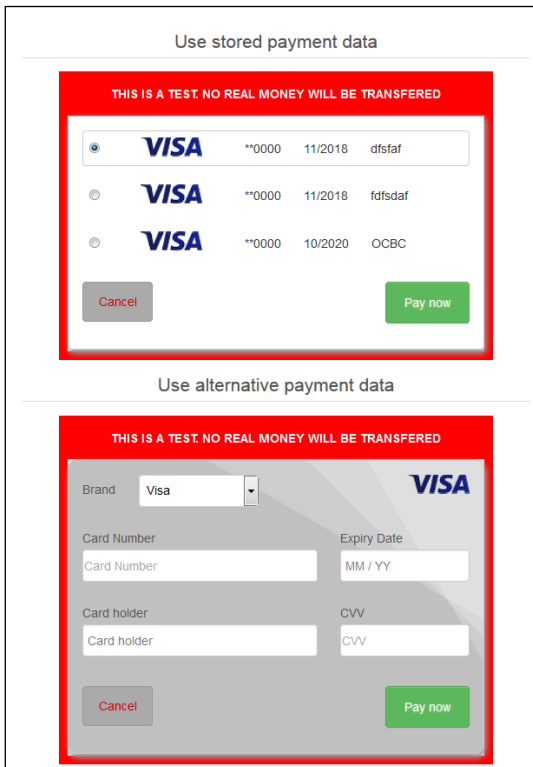 Use stored payment data
THIS IS A TEST. NO REAL MONEY WILL BE TRANSFERED
VISA **0000 11/2018 dfsfaf
VISA **0000 11/2018 fdfsdaf
VISA **0000 10/2020 OCBC
Cancel Pay now
Use alternative payment data
THIS IS A TEST. NO REAL MONEY WILL BE TRANSFERED
Brand Visa VISA
Card Number Expiry Date
Card Number MM / YY
Card holder CVV
Card holder CVV
Cancel Pay now